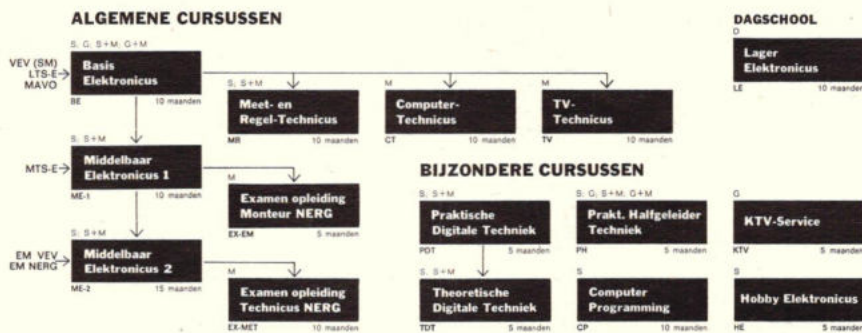 ALGEMENE CURSUSSEN
S; G; S+M; G+M
VEV (SM)
LTS-E
MAVO
Basis
Elektronicus
BE 10 maanden
S; S+M
Meet- en
Regel-Technicus
MR 10 maanden
M
Computer-
Technicus
CT 10 maanden
M
TV-
Technicus
TV 10 maanden
DAGSCHOOL
D
Lager
Elektronicus
LE 10 maanden
S; S+M
MTS-E
Middelbaar
Elektronicus 1
ME-1 10 maanden
M
Examen opleiding
Monteur NERG
EX-EM 5 maanden
S; S+M
EM VEV
EM NERG
Middelbaar
Elektronicus 2
ME-2 15 maanden
M
Examen opleiding
Technicus NERG
EX-MET 10 maanden
BIJZONDERE CURSUSSEN
S; S+M
Praktische
Digitale Techniek
PDT 5 maanden
S; G; S+M; G+M
Prakt. Halfgeleider
Techniek
PH 5 maanden
G
KTV-Service
KTV 5 maanden
S; S+M
Theoretische
Digitale Techniek
TDT 5 maanden
S
Computer
Programming
CP 10 maanden
S
Hobby Elektronicus
HE 5 maanden